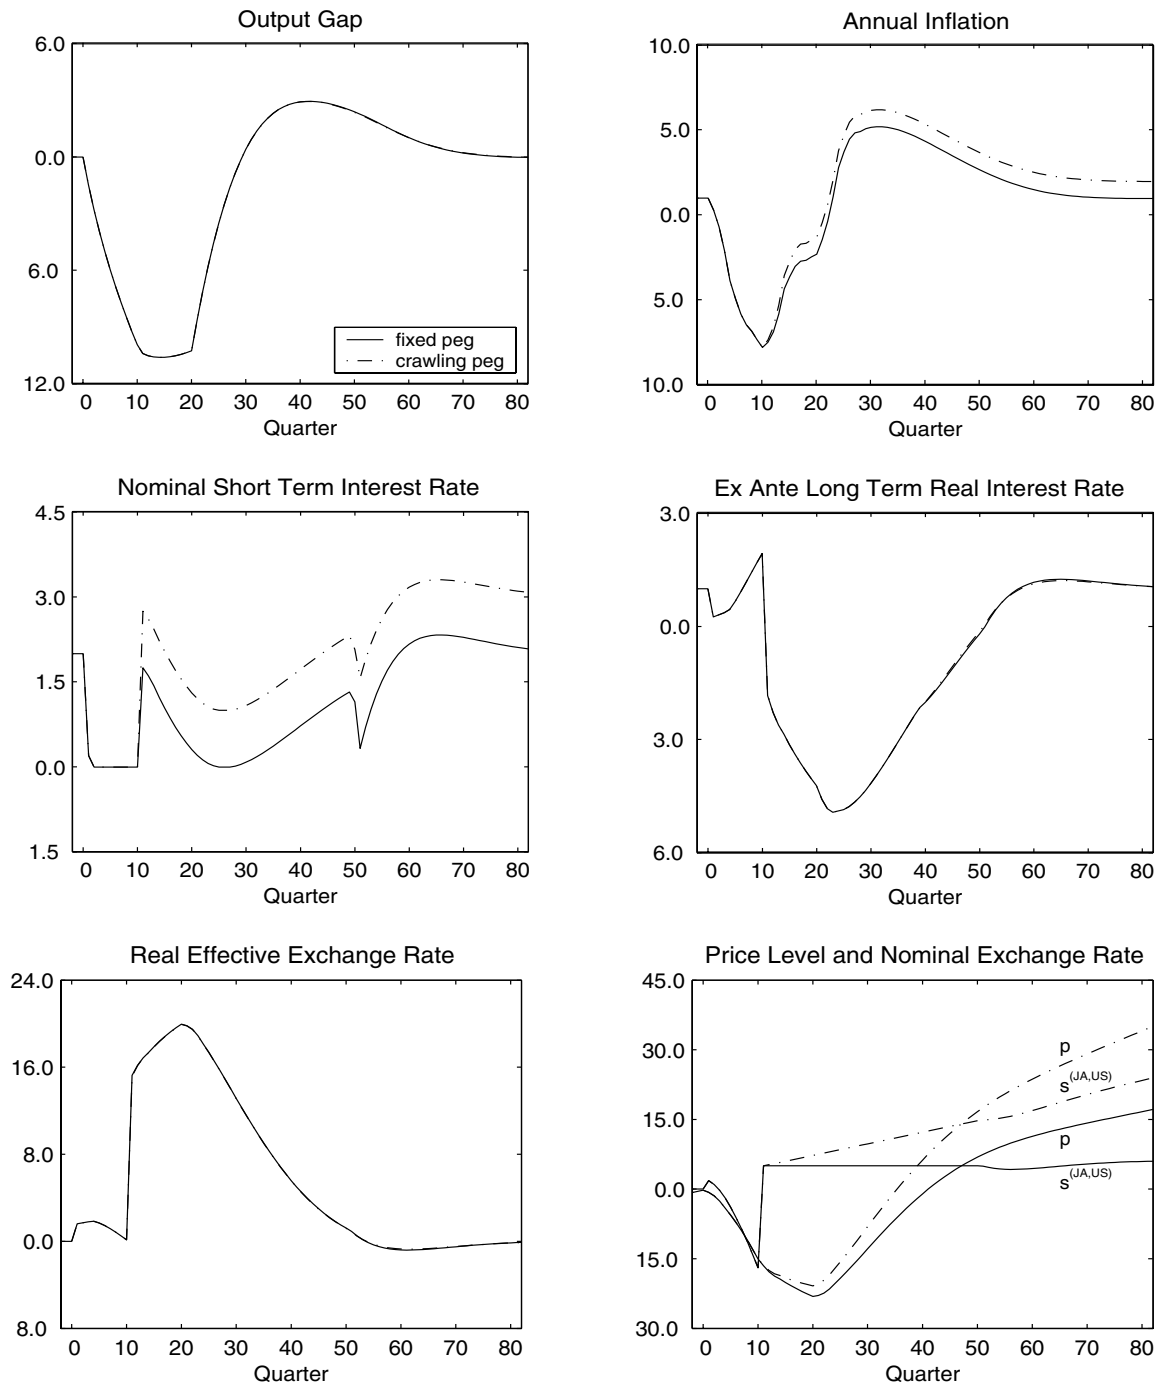 Output Gap
6.0
0.0
6.0
12.0
0 10 20 30 40 50 60 70 80
Quarter
fixed peg
crawling peg
Annual Inflation
10.0
5.0
0.0
5.0
10.0
0 10 20 30 40 50 60 70 80
Quarter
Nominal Short Term Interest Rate
4.5
3.0
1.5
0.0
1.5
0 10 20 30 40 50 60 70 80
Quarter
Ex Ante Long Term Real Interest Rate
3.0
0.0
3.0
6.0
0 10 20 30 40 50 60 70 80
Quarter
Real Effective Exchange Rate
24.0
16.0
8.0
0.0
8.0
0 10 20 30 40 50 60 70 80
Quarter
Price Level and Nominal Exchange Rate
45.0
30.0
15.0
0.0
15.0
30.0
p
s(JA,US)
p
s(JA,US)
0 10 20 30 40 50 60 70 80
Quarter